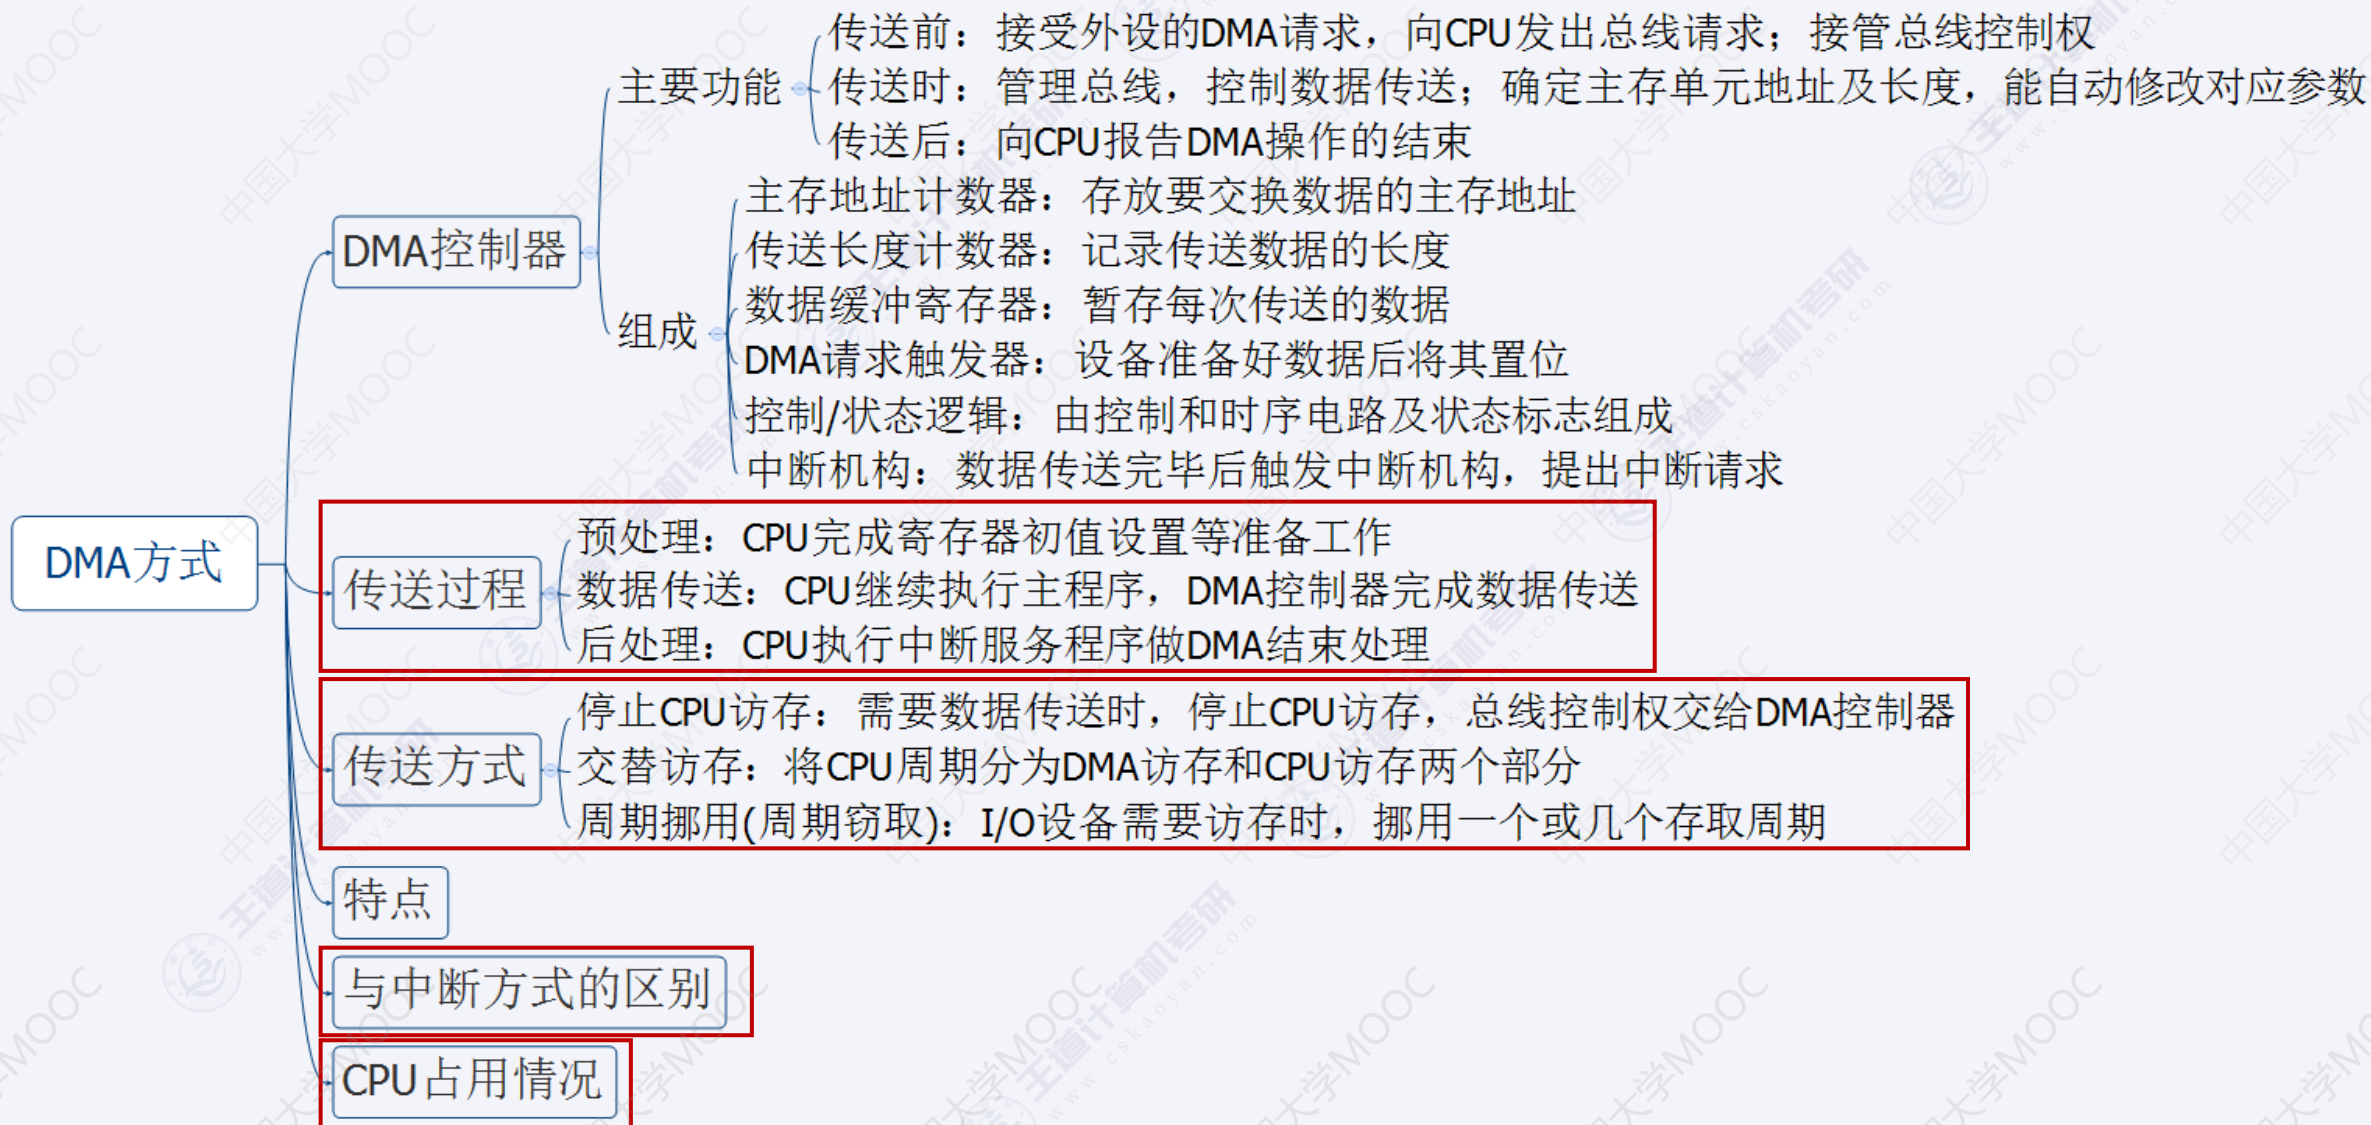 传送前：接受外设的DMA请求，向CPU发出总线请求；接管总线控制权
主要功能
传送时：管理总线，控制数据传送；确定主存单元地址及长度，能自动修改对应参数
传送后：向CPU报告DMA操作的结束
DMA控制器
主存地址计数器：存放要交换数据的主存地址
传送长度计数器：记录传送数据的长度
数据缓冲寄存器：暂存每次传送的数据
组成
DMA请求触发器：设备准备好数据后将其置位
控制/状态逻辑：由控制和时序电路及状态标志组成
中断机构：数据传送完毕后触发中断机构，提出中断请求
DMA方式
预处理：CPU完成寄存器初值设置等准备工作
传送过程
数据传送：CPU继续执行主程序，DMA控制器完成数据传送
后处理：CPU执行中断服务程序做DMA结束处理
停止CPU访存：需要数据传送时，停止CPU访存，总线控制权交给DMA控制器
传送方式
交替访存：将CPU周期分为DMA访存和CPU访存两个部分
周期挪用(周期窃取)：I/O设备需要访存时，挪用一个或几个存取周期
特点
与中断方式的区别
CPU占用情况
中国大学MOOC
王道计算机考研
www.cskaoyan.com